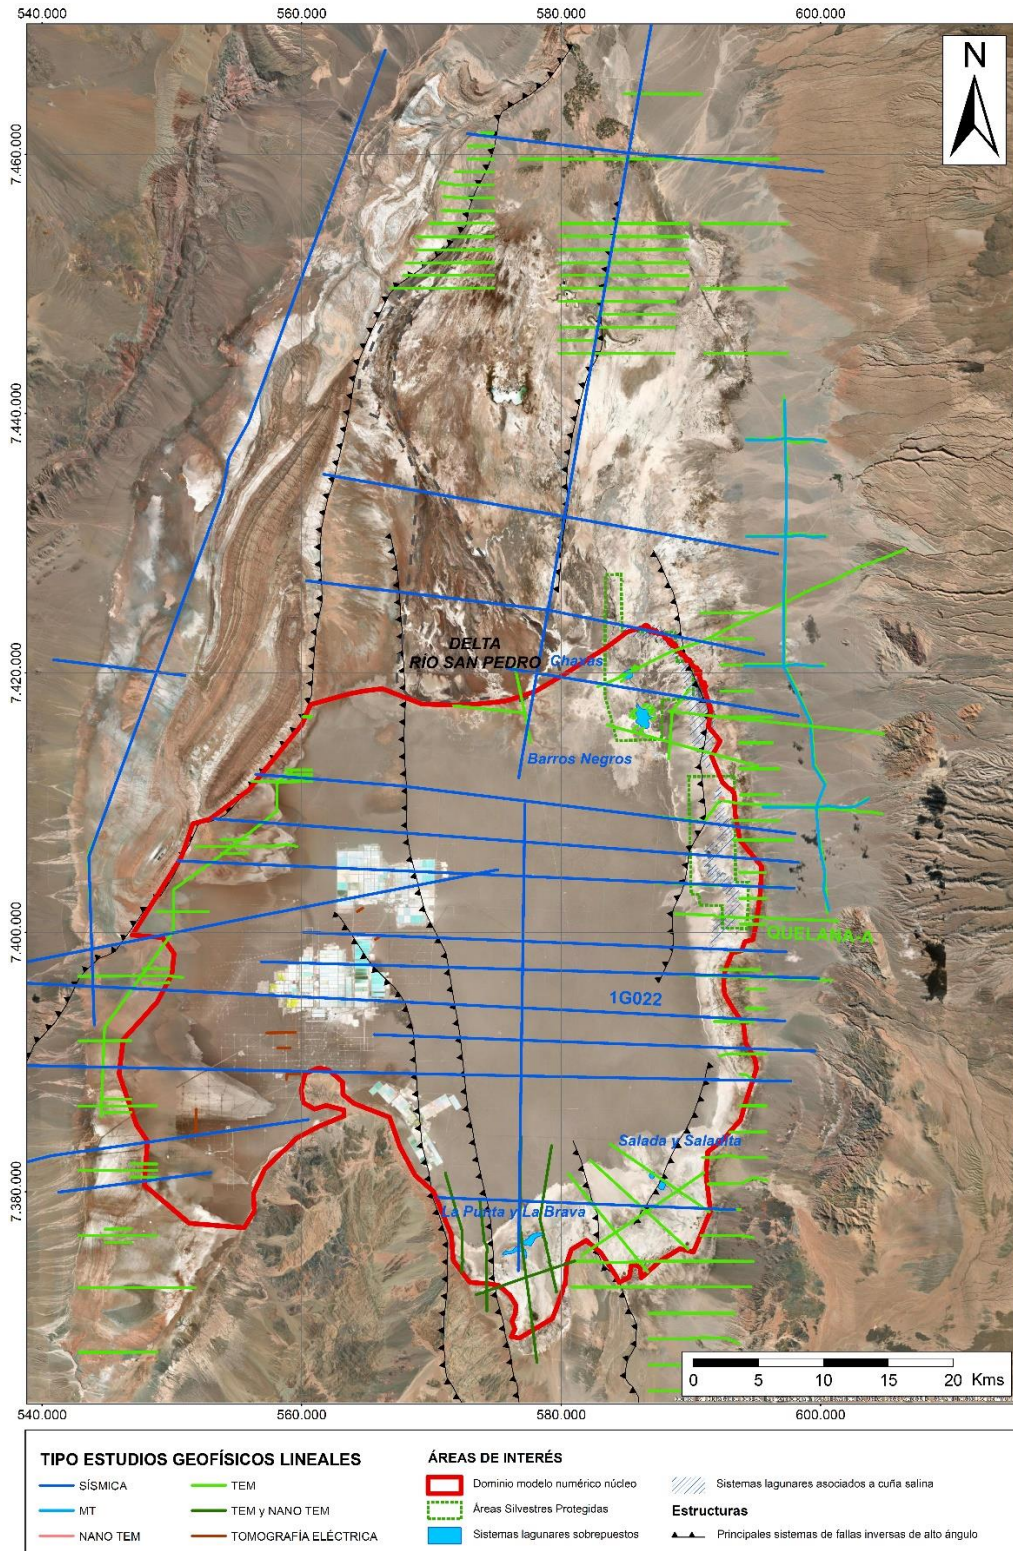 540.000 560.000 580.000 600.000
N
7.460.000
7.440.000
7.420.000
7.400.000
7.380.000
DELTA
RÍO SAN PEDRO
Chaxas
Barros Negros
QUELANA-A
1G022
Salada y Saladita
La Punta y La Brava
0 5 10 15 20 Kms
540.000 560.000 580.000 600.000
TIPO ESTUDIOS GEOFÍSICOS LINEALES
SÍSMICA
MT
NANO TEM
TEM
TEM y NANO TEM
TOMOGRAFÍA ELÉCTRICA
ÁREAS DE INTERÉS
Dominio modelo numérico núcleo
Áreas Silvestres Protegidas
Sistemas lagunares sobrepuestos
Sistemas lagunares asociados a cuña salina
Estructuras
Principales sistemas de fallas inversas de alto ángulo